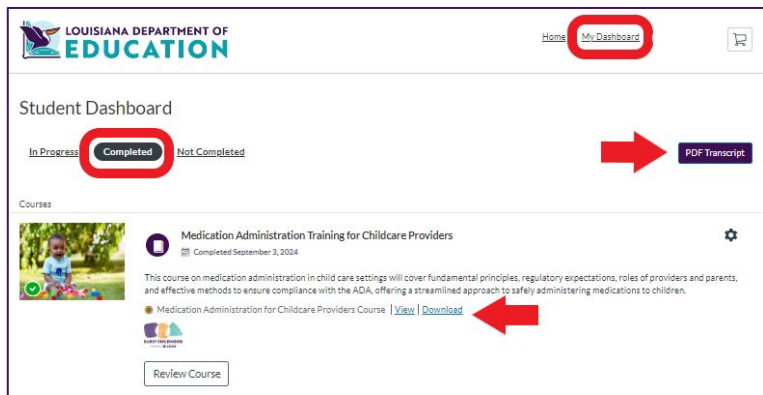 LOUISIANA DEPARTMENT OF
EDUCATION
Home My Dashboard
Student Dashboard
In Progress Completed Not Completed
PDF Transcript
Courses
Medication Administration Training for Childcare Providers
Completed September 3, 2024
This course on medication administration in child care settings will cover fundamental principles, regulatory expectations, roles of providers and parents,
and effective methods to ensure compliance with the ADA, offering a streamlined approach to safely administering medications to children.
Medication Administration for Childcare Providers Course | View | Download
EARLY CHILDHOOD
Review Course